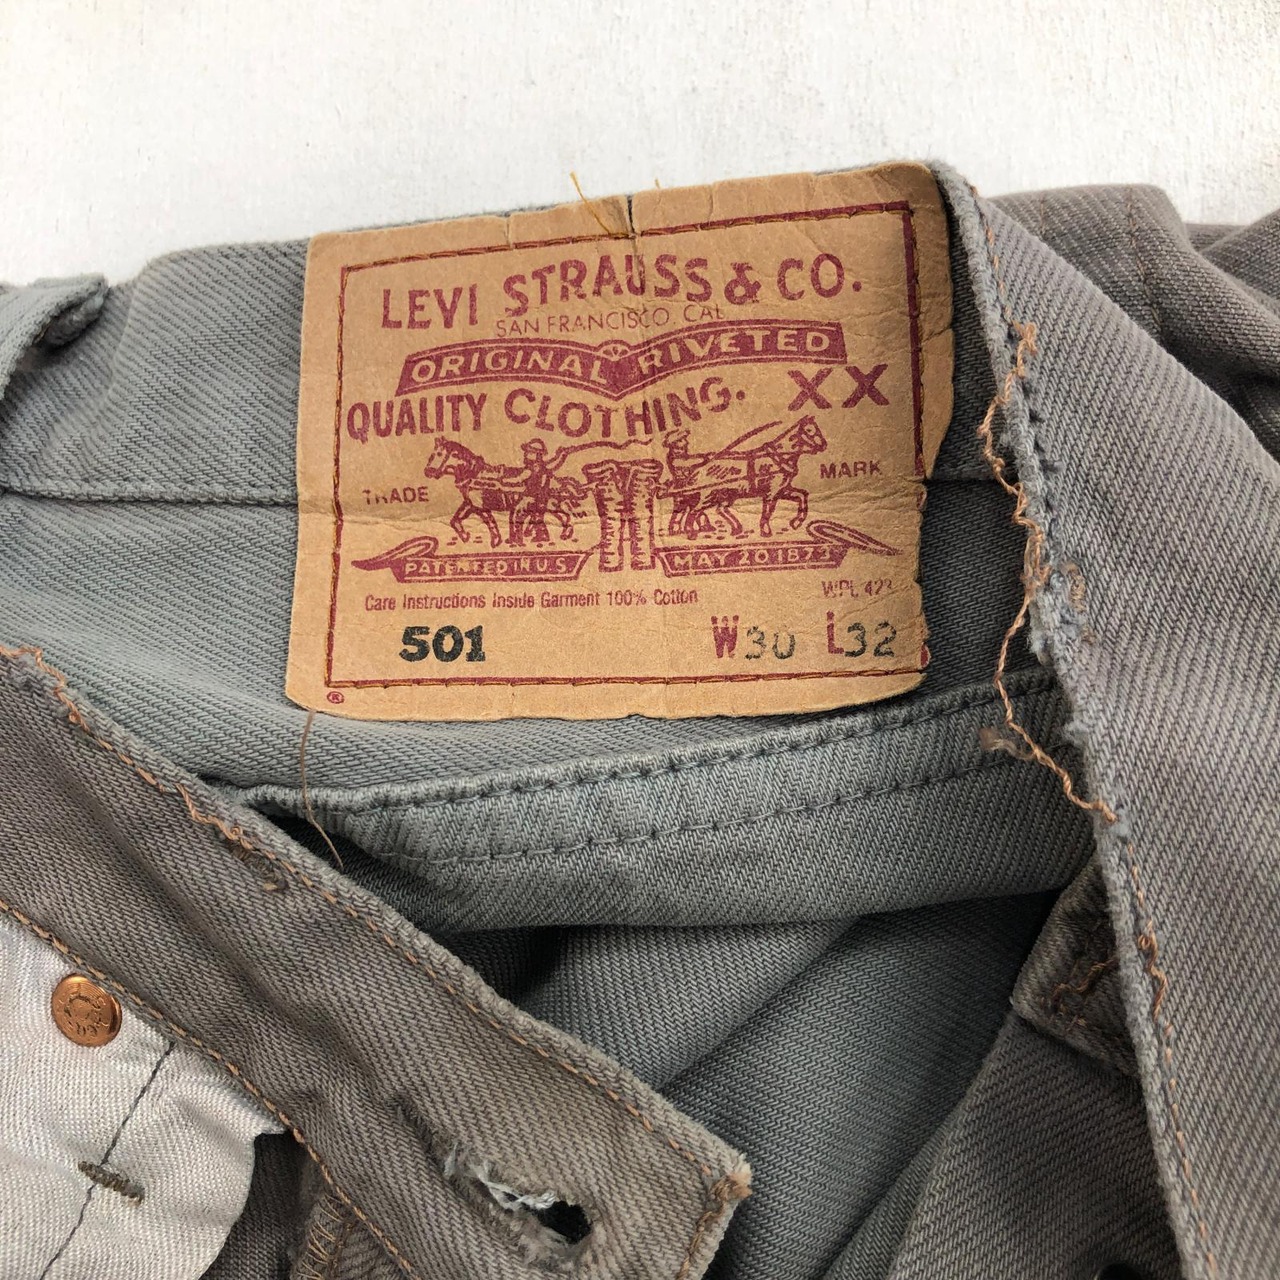 LEVI STRAUSS & CO.
SAN FRANCISCO, CAL
ORIGINAL RIVETED
QUALITY CLOTHING. XX
TRADE MARK
PATENTED IN U.S. MAY 20 1873
Care Instructions Inside Garment 100% Cotton WPL 423
501 W30 L32
®